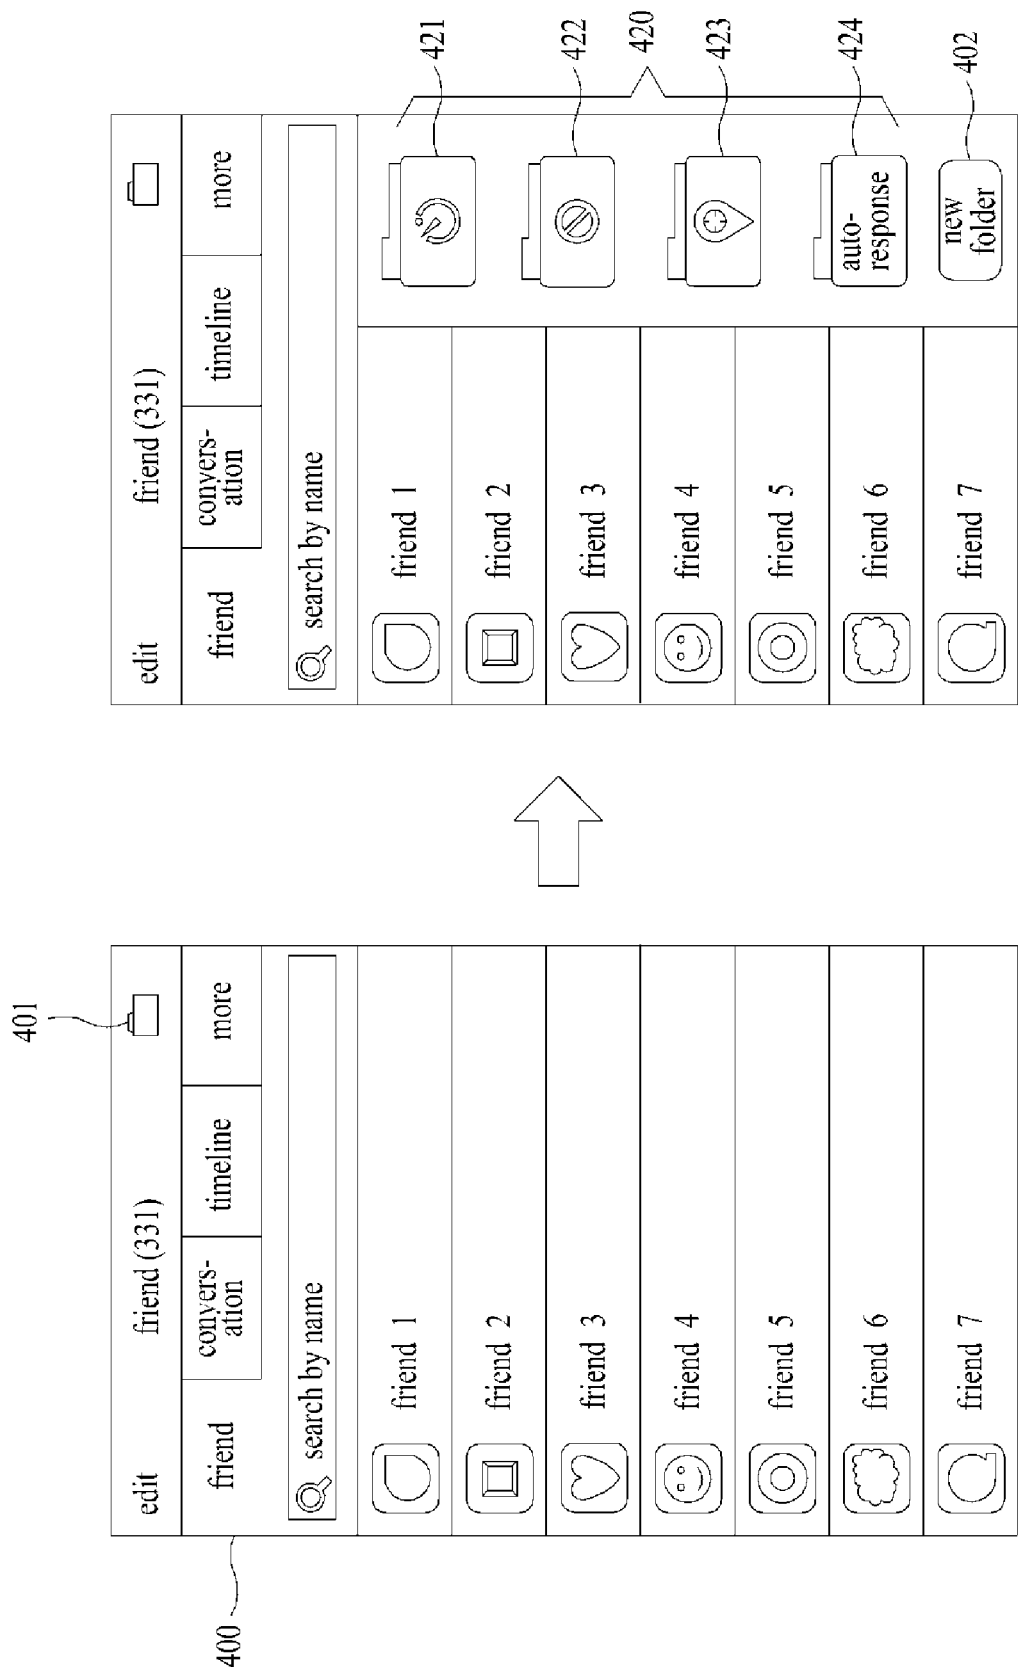 401
400
edit friend (331)
friend convers- timeline more
ation
search by name
friend 1
friend 2
friend 3
friend 4
friend 5
friend 6
friend 7
edit friend (331)
friend convers- timeline more
ation
search by name
friend 1
friend 2
friend 3
friend 4
friend 5
friend 6
friend 7
auto-
response
new
folder
421
422
420
423
424
402